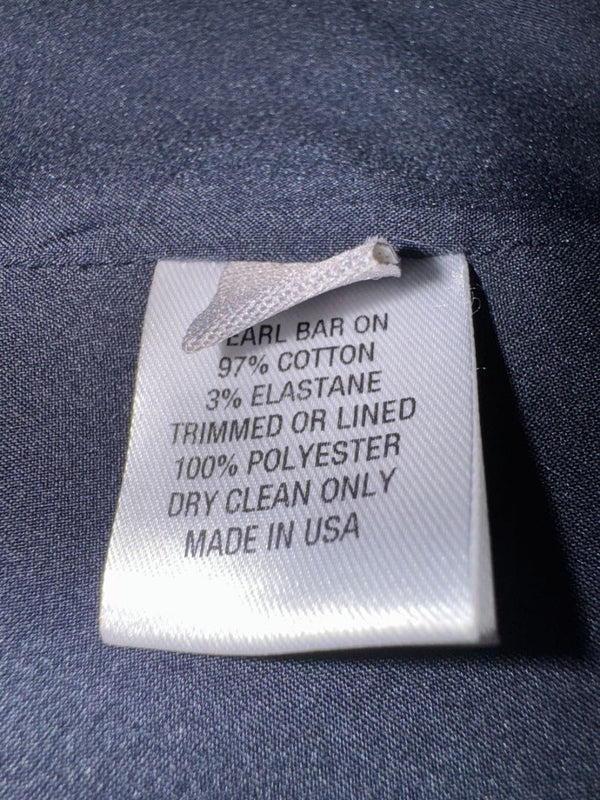 EARL BAR ON
97% COTTON
3% ELASTANE
TRIMMED OR LINED
100% POLYESTER
DRY CLEAN ONLY
MADE IN USA